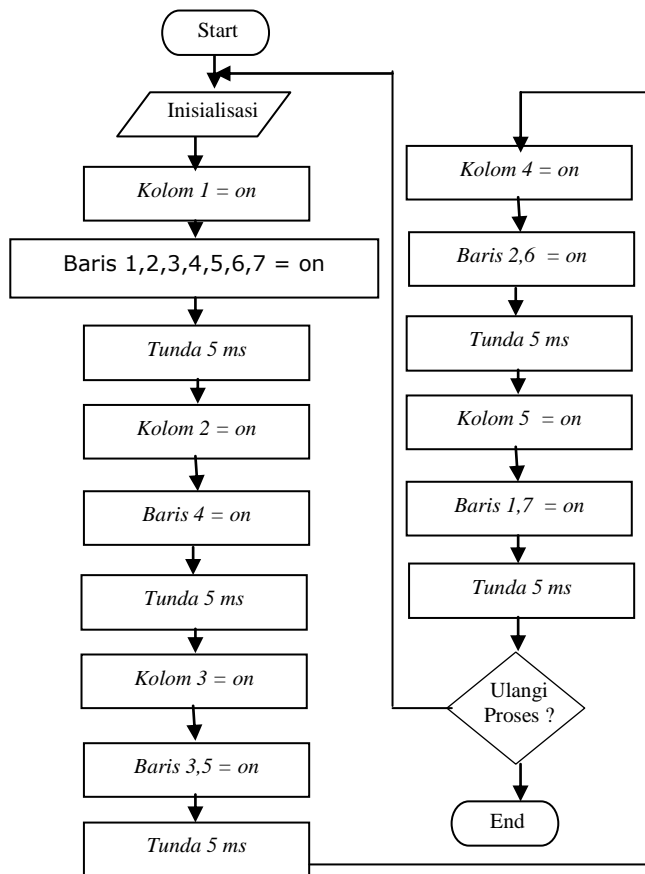 Start
Inisialisasi
Kolom 1 = on
Baris 1,2,3,4,5,6,7 = on
Tunda 5 ms
Kolom 2 = on
Baris 4 = on
Tunda 5 ms
Kolom 3 = on
Baris 3,5 = on
Tunda 5 ms
Kolom 4 = on
Baris 2,6 = on
Tunda 5 ms
Kolom 5 = on
Baris 1,7 = on
Tunda 5 ms
Ulangi
Proses ?
End